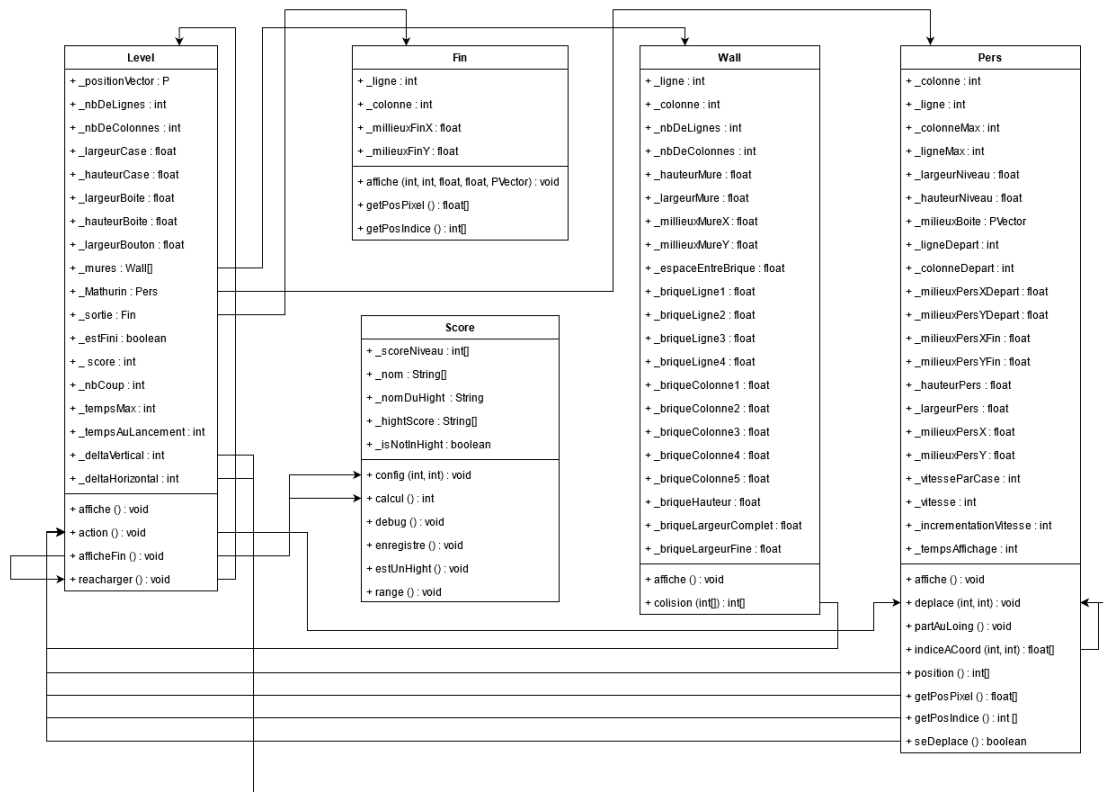 Level
+ _positionVector : P
+ _nbDeLignes : int
+ _nbDeColonnes : int
+ _largeurCase : float
+ _hauteurCase : float
+ _largeurBoite : float
+ _hauteurBoite : float
+ _largeurBouton : float
+ _mures : Wall[]
+ _Mathurin : Pers
+ _sortie : Fin
+ _estFini : boolean
+ _ score : int
+ _nbCoup : int
+ _tempsMax : int
+ _tempsAuLancement : int
+ _deltaVertical : int
+ _deltaHorizontal : int
+ affiche () : void
+ action () : void
+ afficheFin () : void
+ reacharger () : void
Fin
+ _ligne : int
+ _colonne : int
+ _millieuxFinX : float
+ _milieuxFinY : float
+ affiche (int, int, float, float, PVector) : void
+ getPosPixel () : float[]
+ getPosIndice () : int[]
Score
+ _scoreNiveau : int[]
+ _nom : String[]
+ _nomDuHight : String
+ _hightScore : String[]
+ _isNotInHight : boolean
+ config (int, int) : void
+ calcul () : int
+ debug () : void
+ enregistre () : void
+ estUnHight () : void
+ range () : void
Wall
+ _ligne : int
+ _colonne : int
+ _nbDeLignes : int
+ _nbDeColonnes : int
+ _hauteurMure : float
+ _largeurMure : float
+ _millieuxMureX : float
+ _millieuxMureY : float
+ _espaceEntreBrique : float
+ _briqueLigne1 : float
+ _briqueLigne2 : float
+ _briqueLigne3 : float
+ _briqueLigne4 : float
+ _briqueColonne1 : float
+ _briqueColonne2 : float
+ _briqueColonne3 : float
+ _briqueColonne4 : float
+ _briqueColonne5 : float
+ _briqueHauteur : float
+ _briqueLargeurComplet : float
+ _briqueLargeurFine : float
+ affiche () : void
+ colision (int[]) : int[]
Pers
+ _colonne : int
+ _ligne : int
+ _colonneMax : int
+ _ligneMax : int
+ _largeurNiveau : float
+ _hauteurNiveau : float
+ _milieuxBoite : PVector
+ _ligneDepart : int
+ _colonneDepart : int
+ _milieuxPersXDepart : float
+ _milieuxPersYDepart : float
+ _milieuxPersXFin : float
+ _milieuxPersYFin : float
+ _hauteurPers : float
+ _largeurPers : float
+ _milieuxPersX : float
+ _milieuxPersY : float
+ _vitesseParCase : int
+ _vitesse : int
+ _incrementationVitesse : int
+ _tempsAffichage : int
+ affiche () : void
+ deplace (int, int) : void
+ partAuLoing () : void
+ indiceACoord (int, int) : float[]
+ position () : int[]
+ getPosPixel () : float[]
+ getPosIndice () : int []
+ seDeplace () : boolean